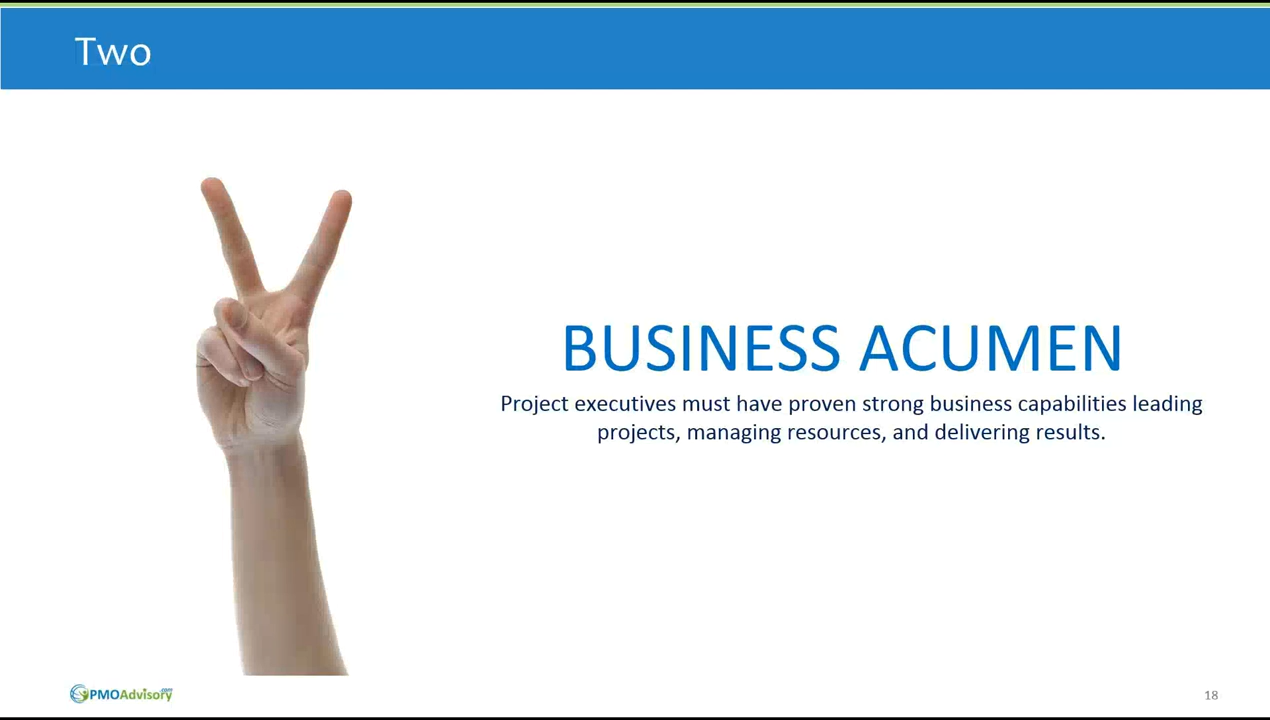 Two
BUSINESS ACUMEN
Project executives must have proven strong business capabilities leading
projects, managing resources, and delivering results.
PMOAdvisory.com
18